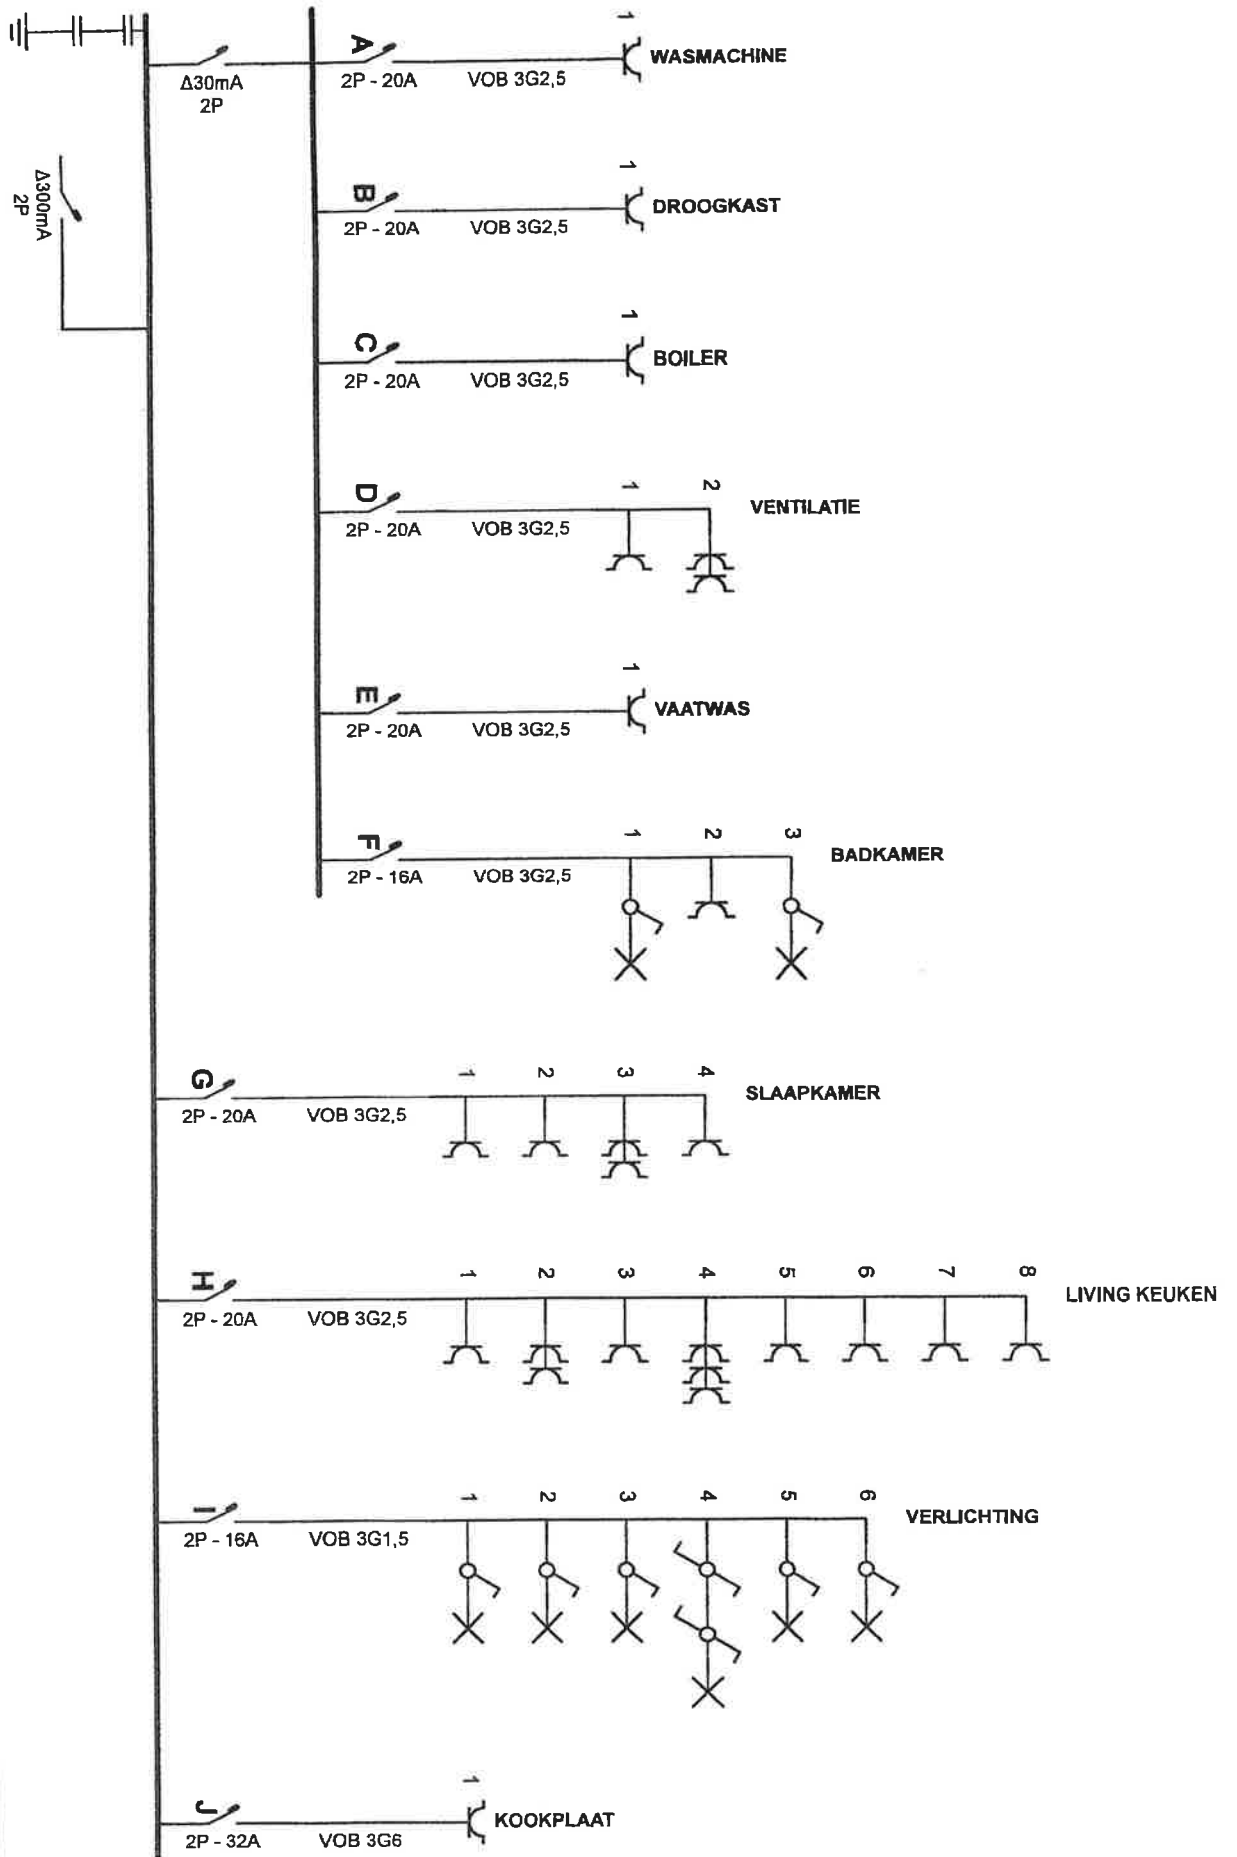 Δ30mA
2P
Δ300mA
2P
A
2P - 20A
VOB 3G2,5
1
WASMACHINE
B
2P - 20A
VOB 3G2,5
1
DROOGKAST
C
2P - 20A
VOB 3G2,5
1
BOILER
D
2P - 20A
VOB 3G2,5
1 2
VENTILATIE
E
2P - 20A
VOB 3G2,5
1
VAATWAS
F
2P - 16A
VOB 3G2,5
1 2 3
BADKAMER
G
2P - 20A
VOB 3G2,5
1 2 3 4
SLAAPKAMER
H
2P - 20A
VOB 3G2,5
1 2 3 4 5 6 7 8
LIVING KEUKEN
I
2P - 16A
VOB 3G1,5
1 2 3 4 5 6
VERLICHTING
J
2P - 32A
VOB 3G6
1
KOOKPLAAT